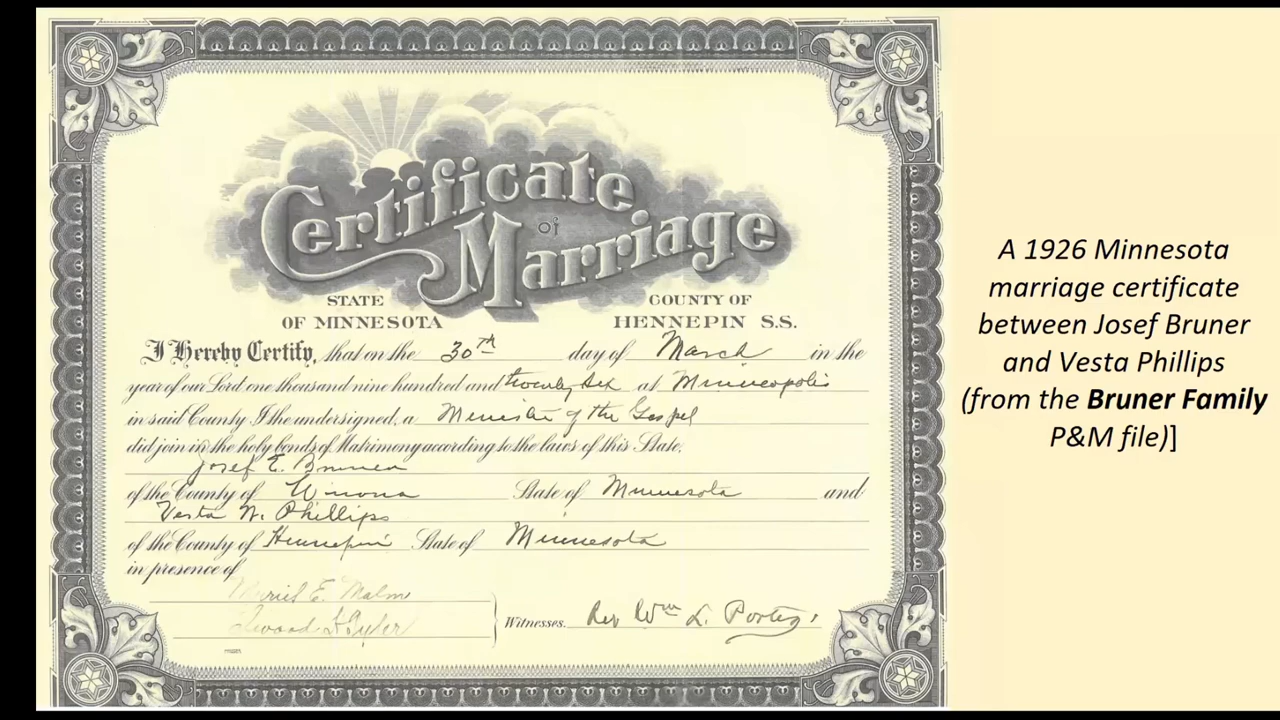 Certificate
of
Marriage
STATE
OF MINNESOTA
COUNTY OF
HENNEPIN S.S.
I Hereby Certify, that on the 30th day of March in the
year of our Lord one thousand nine hundred and twenty six at Minneapolis
in said County I the undersigned, a Minister of the Gospel
did join in the holy bonds of Matrimony according to the laws of this State,
Josef E. Bruner
of the County of Winona State of Minnesota and
Vesta W. Phillips
of the County of Hennepin State of Minnesota
in presence of
E. Malm
Witnesses. Rev Wm L. Porter
A 1926 Minnesota
marriage certificate
between Josef Bruner
and Vesta Phillips
(from the Bruner Family
P&M file)]